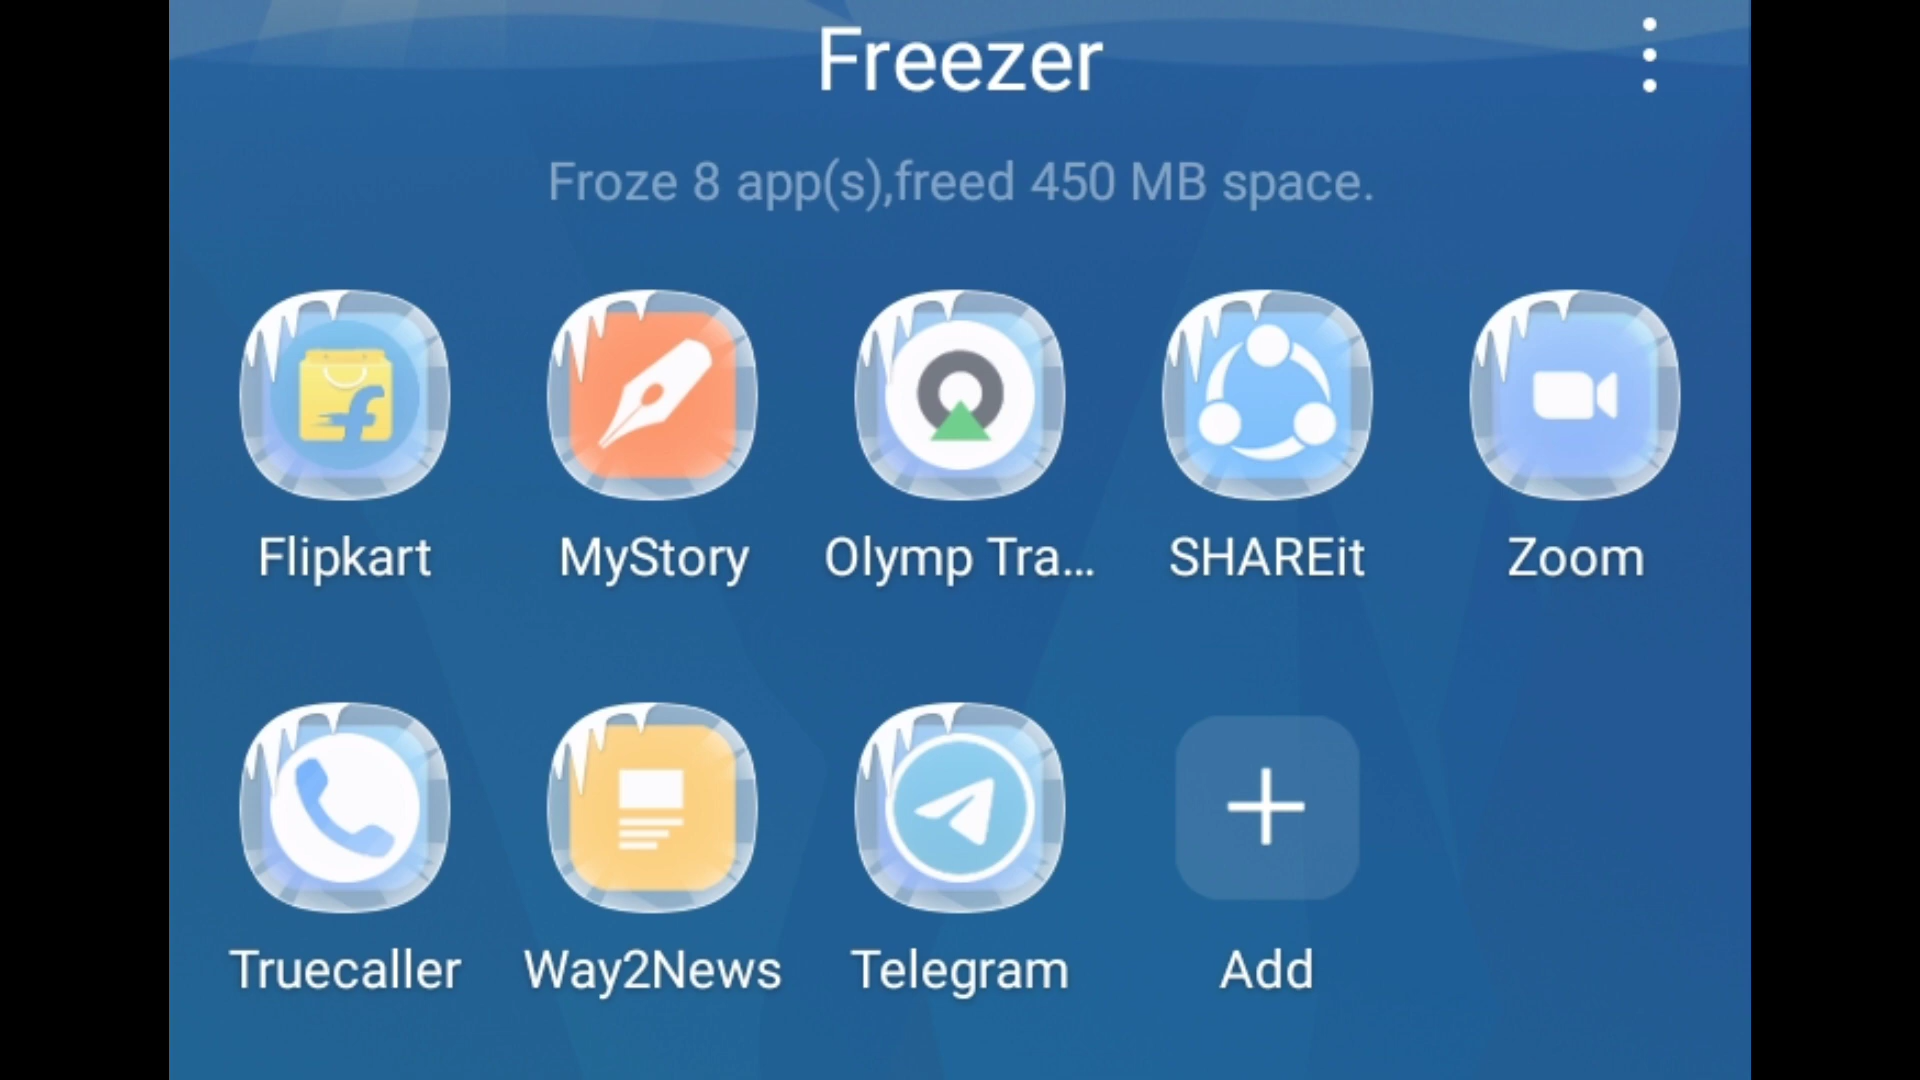 Freezer
Froze 8 app(s),freed 450 MB space.
Flipkart MyStory Olymp Tra... SHAREit Zoom
Truecaller Way2News Telegram Add